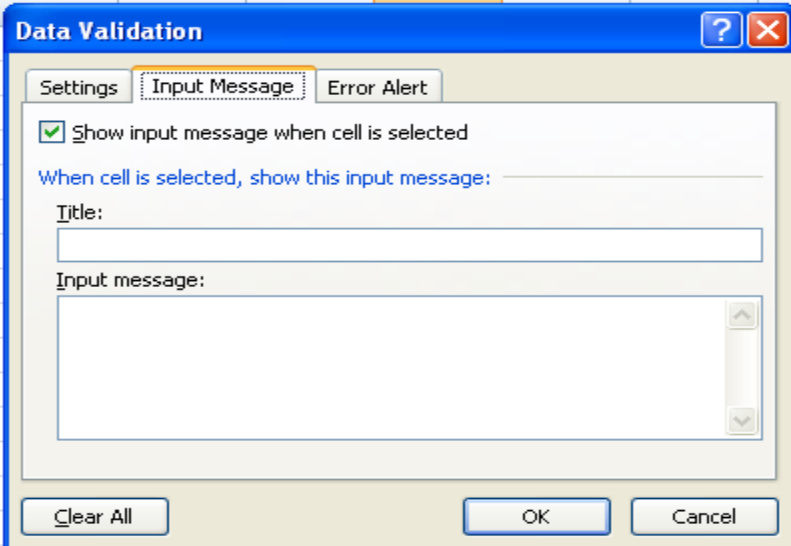 Data Validation
Settings Input Message Error Alert
Show input message when cell is selected
When cell is selected, show this input message:
Title:
Input message:
Clear All OK Cancel